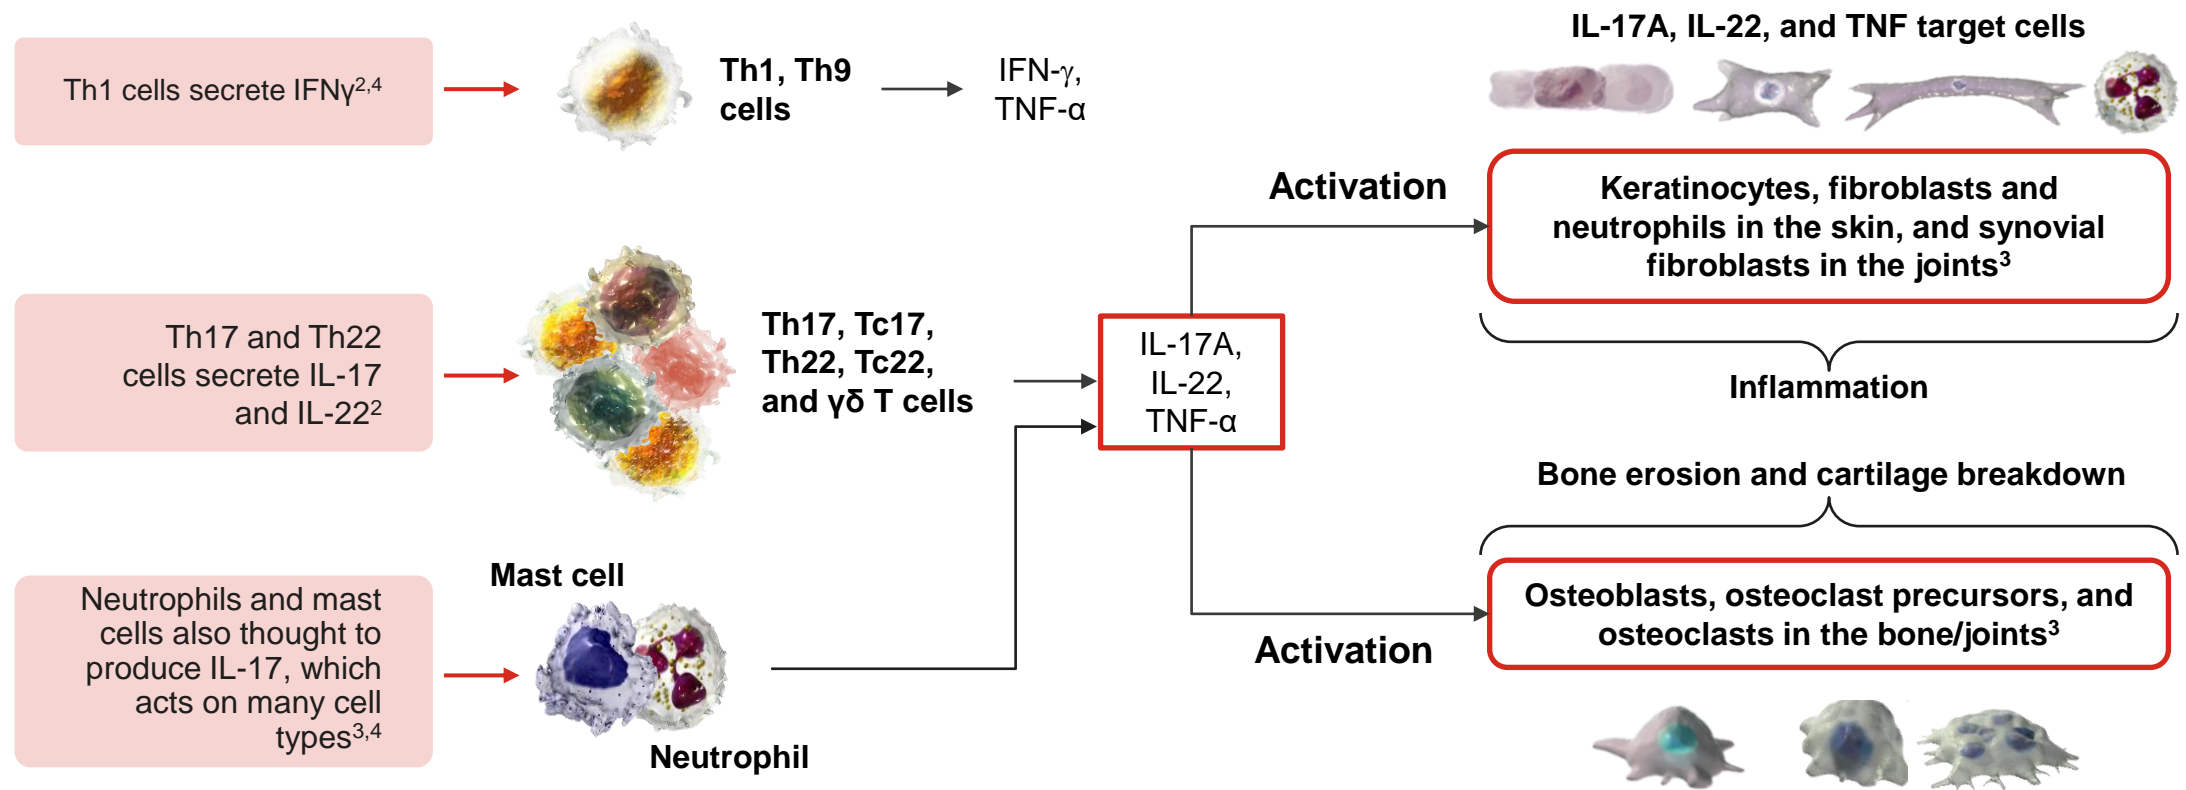 IL-17A, IL-22, and TNF target cells
Th1 cells secrete IFNγ2,4
Th1, Th9
cells
IFN-γ,
TNF-α
Activation
Keratinocytes, fibroblasts and
neutrophils in the skin, and synovial
fibroblasts in the joints3
Inflammation
Th17 and Th22
cells secrete IL-17
and IL-222
Th17, Tc17,
Th22, Tc22,
and γδ T cells
IL-17A,
IL-22,
TNF-α
Bone erosion and cartilage breakdown
Osteoblasts, osteoclast precursors, and
osteoclasts in the bone/joints3
Activation
Neutrophils and mast
cells also thought to
produce IL-17, which
acts on many cell
types3,4
Mast cell
Neutrophil